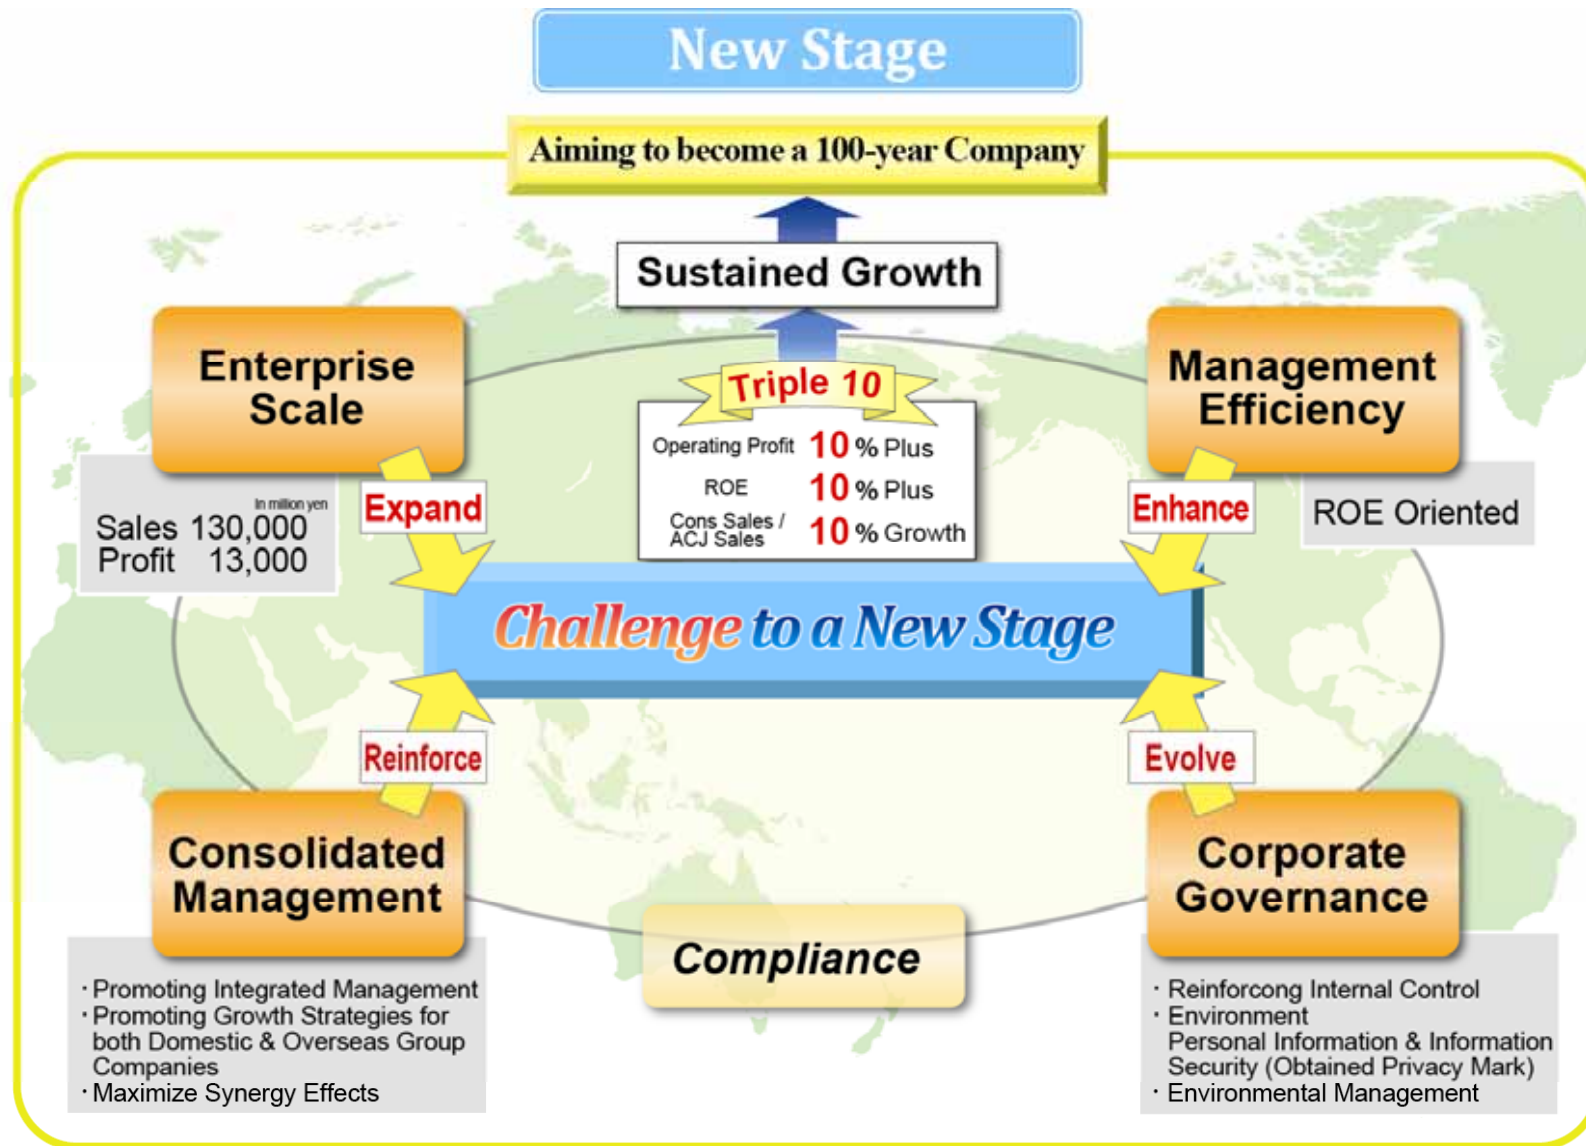 New Stage
Aiming to become a 100-year Company
Sustained Growth
Enterprise
Scale
Expand
In million yen
Sales 130,000
Profit 13,000
Triple 10
Operating Profit 10 % Plus
ROE 10 % Plus
Cons Sales /
ACJ Sales 10 % Growth
Management
Efficiency
Enhance
ROE Oriented
Challenge to a New Stage
Reinforce
Consolidated
Management
· Promoting Integrated Management
· Promoting Growth Strategies for
both Domestic & Overseas Group
Companies
· Maximize Synergy Effects
Compliance
Evolve
Corporate
Governance
· Reinforcong Internal Control
· Environment
Personal Information & Information
Security (Obtained Privacy Mark)
· Environmental Management